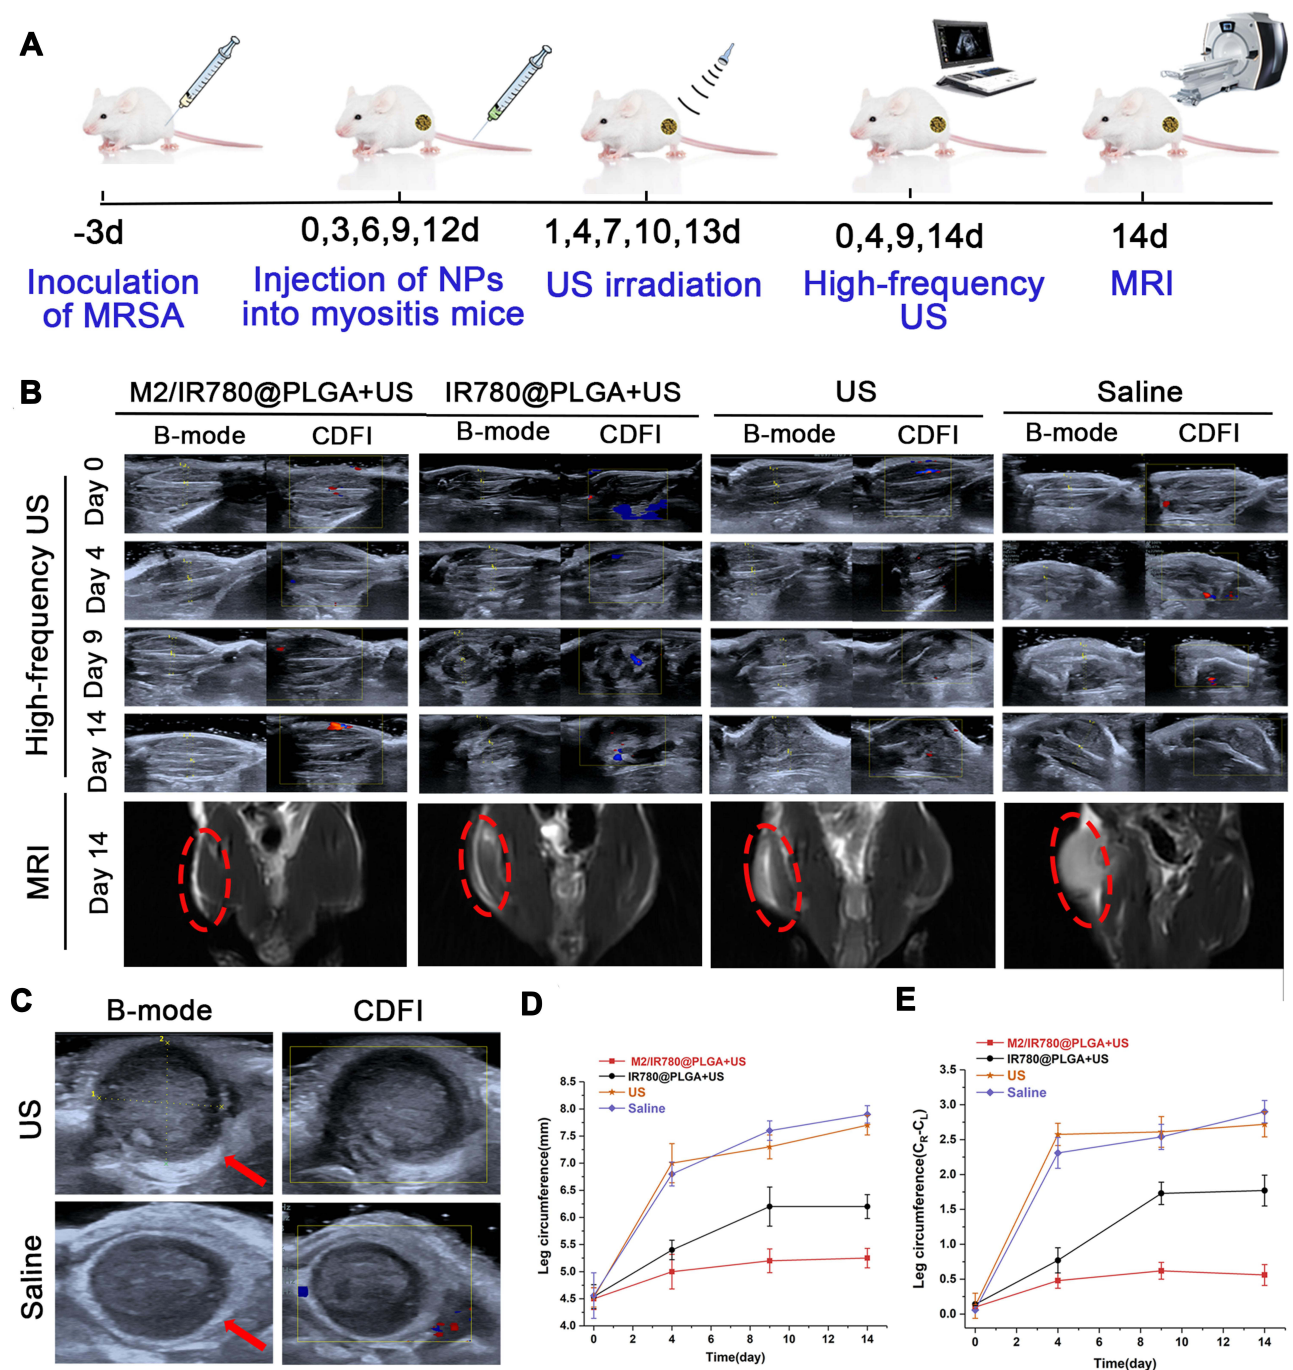 A
-3d
0,3,6,9,12d
1,4,7,10,13d
0,4,9,14d
14d
Inoculation
of MRSA
Injection of NPs
into myositis mice
US irradiation
High-frequency
US
MRI
B
M2/IR780@PLGA+US
IR780@PLGA+US
US
Saline
B-mode
CDFI
B-mode
CDFI
B-mode
CDFI
B-mode
CDFI
High-frequency US
Day 0
Day 4
Day 9
Day 14
MRI
Day 14
C
B-mode
CDFI
US
Saline
2
1
D
M2/IR780@PLGA+US
IR780@PLGA+US
US
Saline
Leg circumference(mm)
8.5
8.0
7.5
7.0
6.5
6.0
5.5
5.0
4.5
4.0
0 2 4 6 8 10 12 14
Time(day)
E
M2/IR780@PLGA+US
IR780@PLGA+US
US
Saline
Leg circumference(CR-CL)
3.5
3.0
2.5
2.0
1.5
1.0
0.5
0.0
0 2 4 6 8 10 12 14
Time(day)